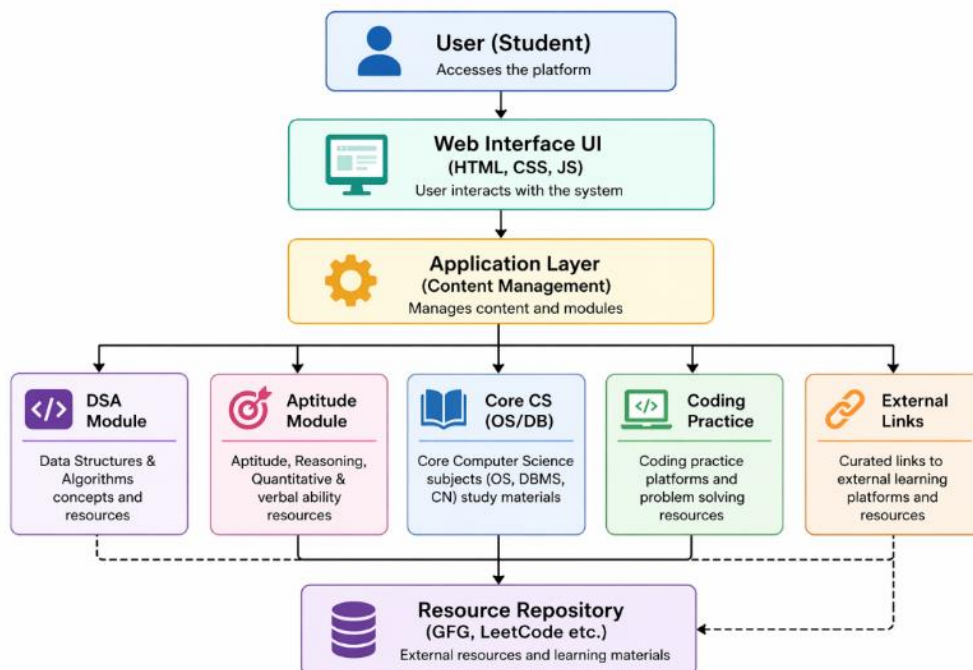 User (Student)
Accesses the platform
Web Interface UI
(HTML, CSS, JS)
User interacts with the system
Application Layer
(Content Management)
Manages content and modules
</>
DSA
Module
Data Structures &
Algorithms
concepts and
resources
Aptitude
Module
Aptitude, Reasoning,
Quantitative &
verbal ability
resources
Core CS
(OS/DB)
Core Computer Science
subjects (OS, DBMS,
CN) study materials
</>
Coding
Practice
Coding practice
platforms and
problem solving
resources
External
Links
Curated links to
external learning
platforms and
resources
Resource Repository
(GFG, LeetCode etc.)
External resources and learning materials